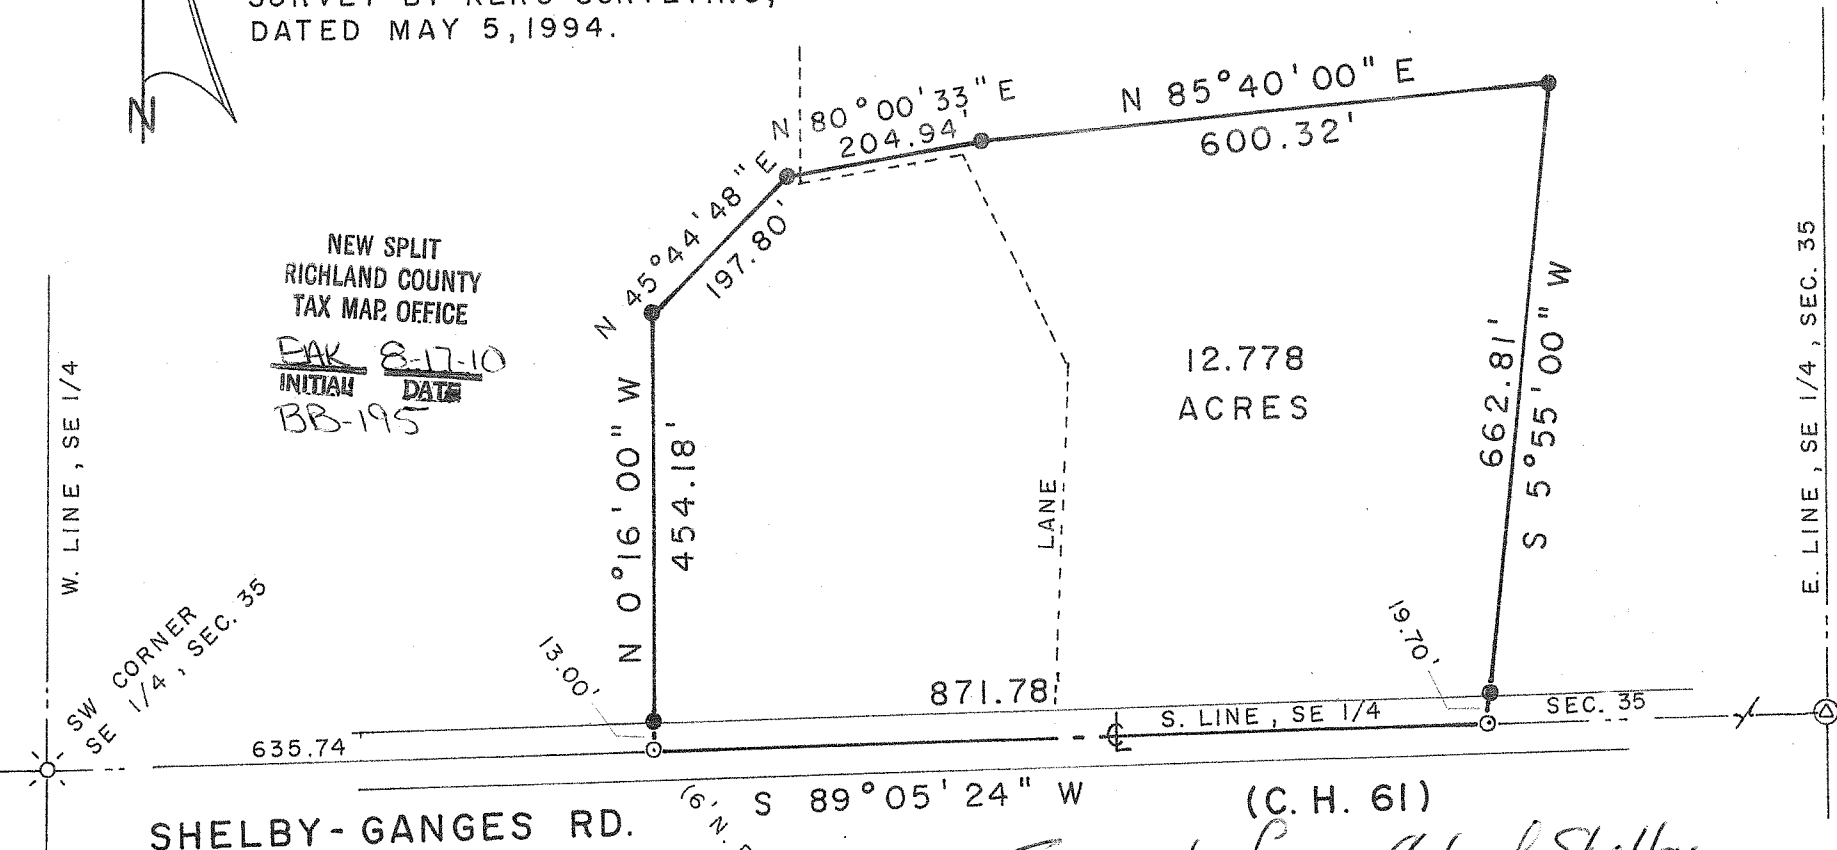 DATED MAY 5, 1994.
N
N 80°00'33" E
204.94'
N 85°40'00" E
600.32'
N 45°44'48" E
197.80'
NEW SPLIT
RICHLAND COUNTY
TAX MAP OFFICE
EAK 8-17-10
INITIAL DATE
BB-195
W. LINE, SE 1/4
N 0°16'00" W
454.18'
12.778
ACRES
LANE
662.81'
S 5°55'00" W
E. LINE, SE 1/4, SEC. 35
SW CORNER
SE 1/4, SEC. 35
13.00'
19.70'
871.78'
S. LINE, SE 1/4 SEC. 35
635.74
S 89°05'24" W
(C. H. 61)
SHELBY-GANGES RD.